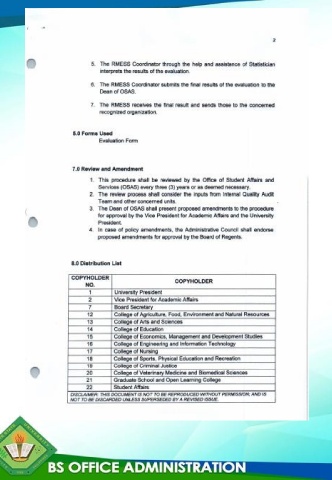 2
5. The RMESS Coordinator through the help and assistance of Statistician
interprets the results of the evaluation.
6. The RMESS Coordinator submits the final results of the evaluation to the
Dean of OSAS.
7. The RMESS receives the final result and sends those to the concerned
recognized organization.
6.0 Forms Used
Evaluation Form
7.0 Review and Amendment
1. This procedure shall be reviewed by the Office of Student Affairs and
Services (OSAS) every three (3) years or as deemed necessary.
2. The review process shall consider the inputs from Internal Quality Audit
Team and other concerned units.
3. The Dean of OSAS shall present proposed amendments to the procedure
for approval by the Vice President for Academic Affairs and the University
President.
4. In case of policy amendments, the Administrative Council shall endorse
proposed amendments for approval by the Board of Regents.
8.0 Distribution List
COPYHOLDER NO. COPYHOLDER
1 University President
2 Vice President for Academic Affairs
7 Board Secretary
12 College of Agriculture, Food, Environment and Natural Resources
13 College of Arts and Sciences
14 College of Education
15 College of Economics, Management and Development Studies
16 College of Engineering and Information Technology
17 College of Nursing
18 College of Sports, Physical Education and Recreation
19 College of Criminal Justice
20 College of Veterinary Medicine and Biomedical Sciences
21 Graduate School and Open Learning College
22 Student Affairs
DISCLAIMER: THIS DOCUMENT IS NOT TO BE REPRODUCED WITHOUT PERMISSION, AND IS
NOT TO BE DISCARDED UNLESS SUPERSEDED BY A REVISED ISSUE.
BS OFFICE ADMINISTRATION